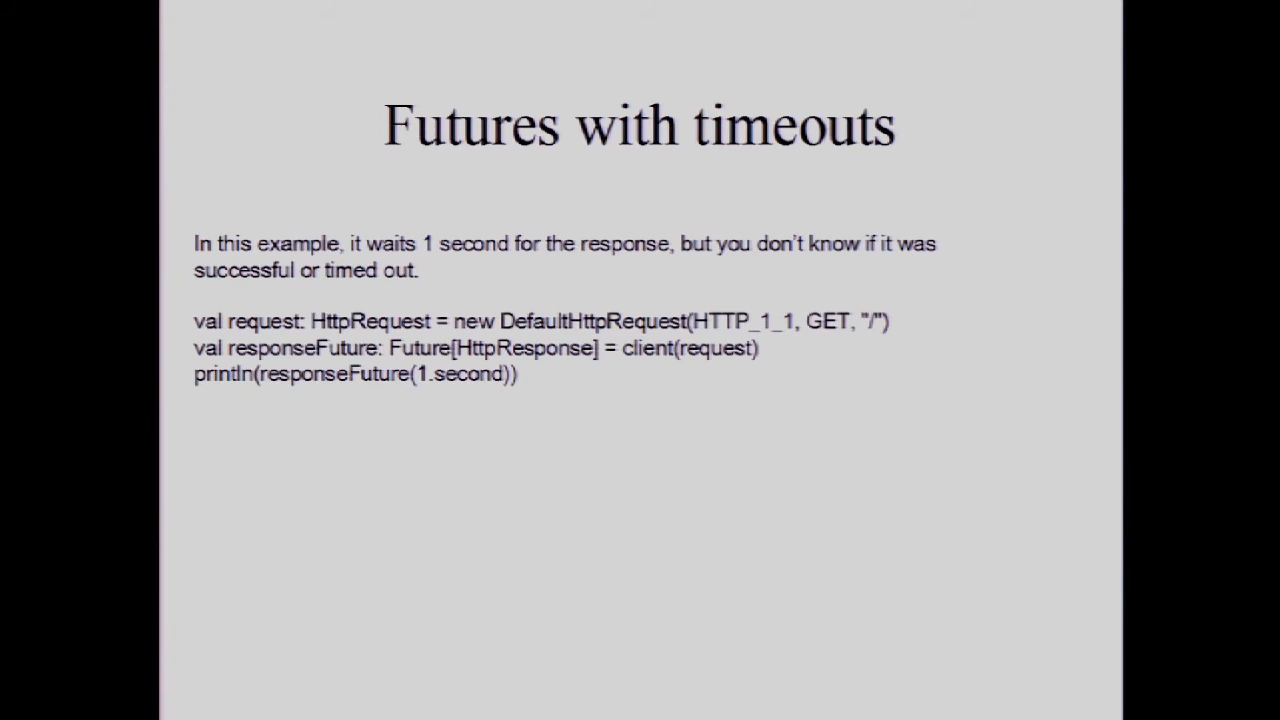 Futures with timeouts
In this example, it waits 1 second for the response, but you don't know if it was
successful or timed out.
val request: HttpRequest = new DefaultHttpRequest(HTTP_1_1, GET, "/")
val responseFuture: Future[HttpResponse] = client(request)
println(responseFuture(1.second))